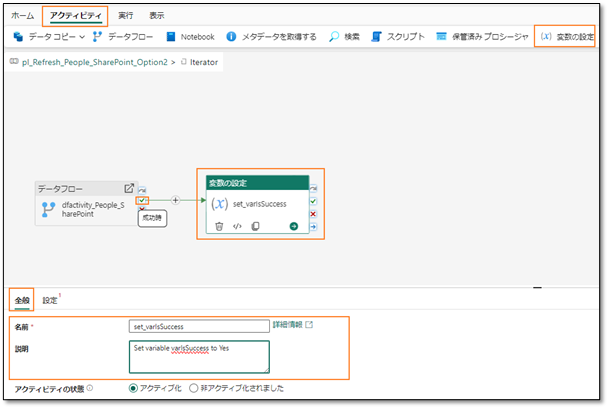 ホーム アクティビティ 実行 表示
データ コピー データフロー Notebook メタデータを取得する 検索 スクリプト 保管済み プロシージャ (x) 変数の設定
pl_Refresh_People_SharePoint_Option2 > Iterator
データフロー
dfactivity_People_S
harePoint
成功時
変数の設定
(x) set_varIsSuccess
全般 設定 1
名前 * set_varIsSuccess 詳細情報
説明 Set variable varIsSuccess to Yes
アクティビティの状態 アクティブ化 非アクティブ化されました